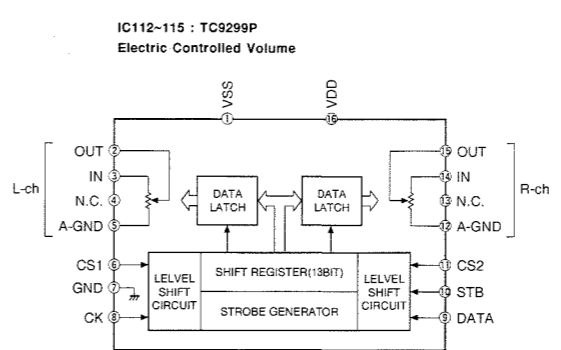 IC112~115 : TC9299P
Electric Controlled Volume
VSS
VDD
1
16
OUT 2
IN 3
N.C. 4
A-GND 5
L-ch
CS1 6
GND 7
CK 8
DATA LATCH
DATA LATCH
LELVEL SHIFT CIRCUIT
SHIFT REGISTER(13BIT)
STROBE GENERATOR
LELVEL SHIFT CIRCUIT
15 OUT
14 IN
13 N.C.
12 A-GND
R-ch
11 CS2
10 STB
9 DATA